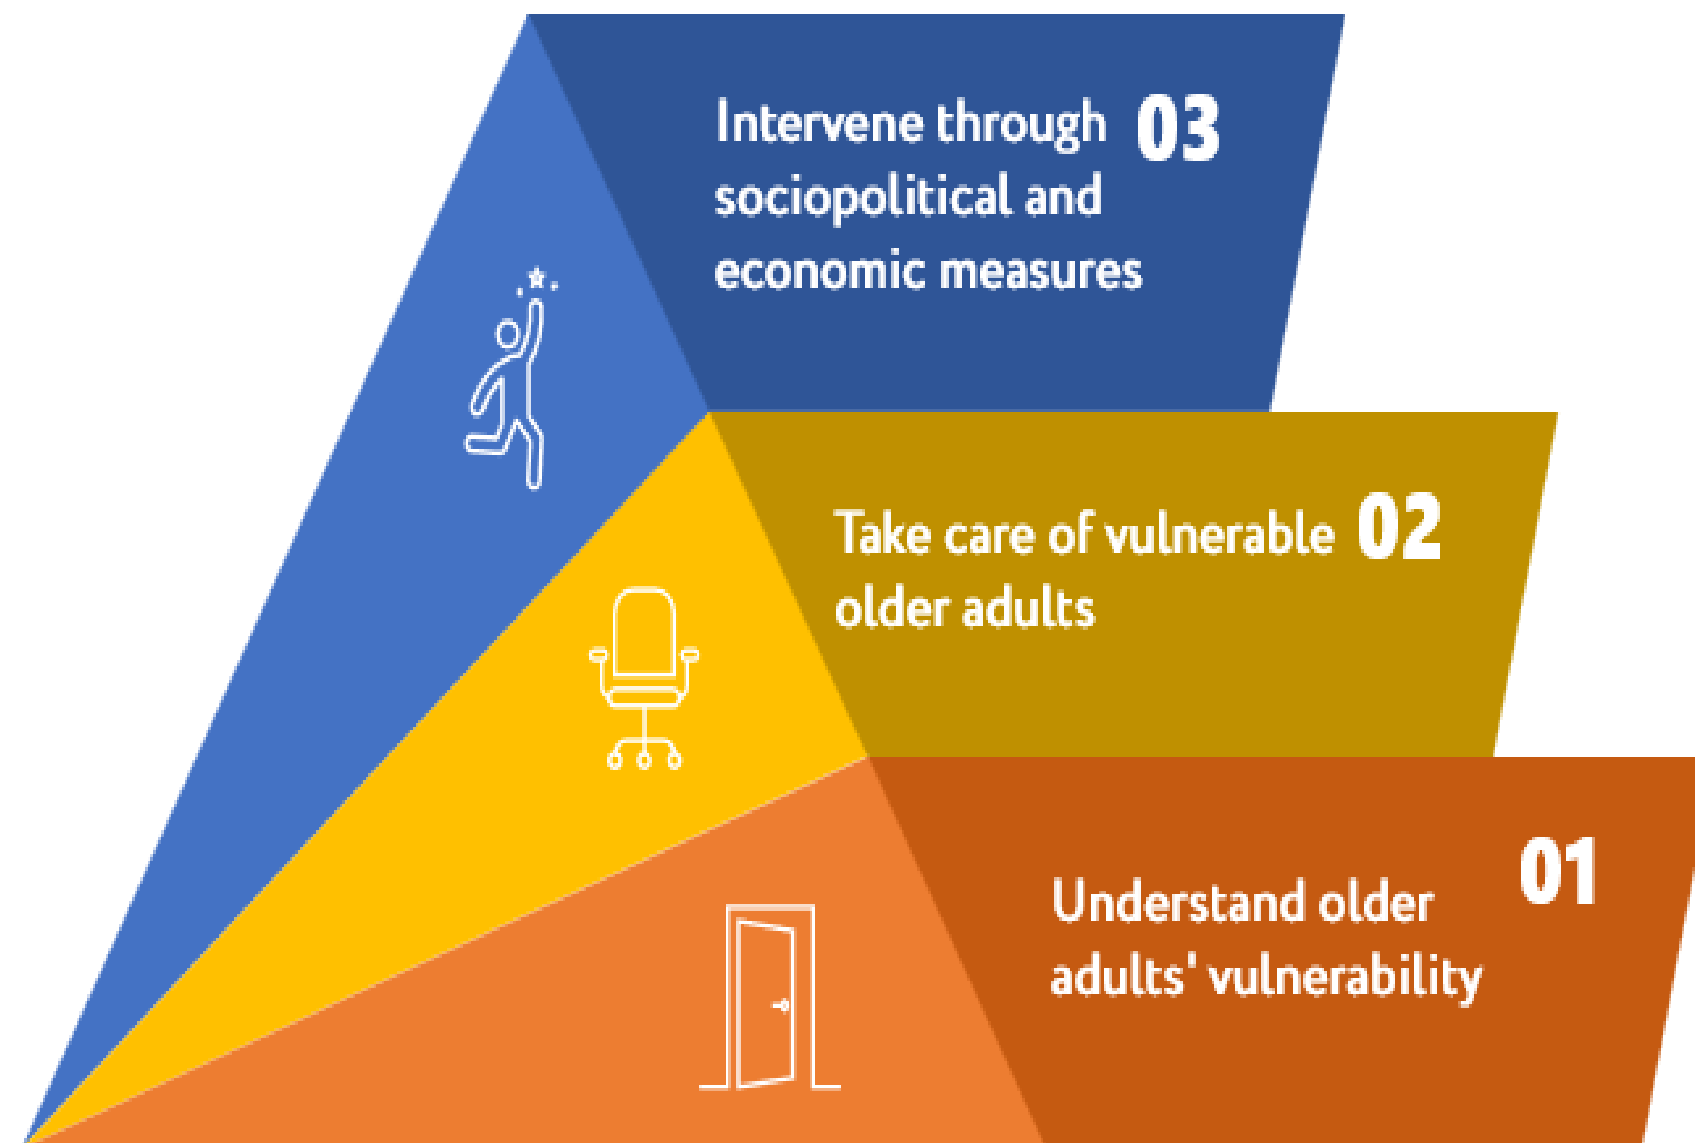 Intervene through 03
sociopolitical and
economic measures
Take care of vulnerable 02
older adults
01
Understand older
adults' vulnerability